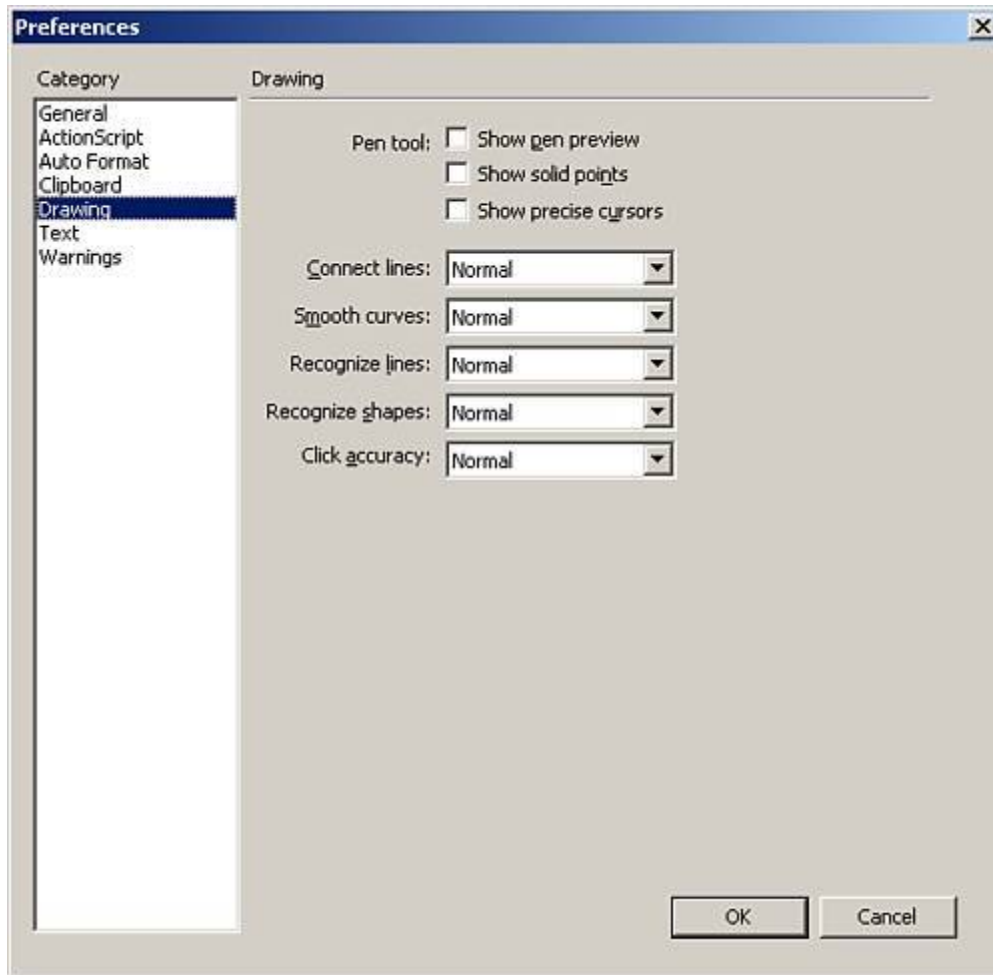 Preferences
Category
General
ActionScript
Auto Format
Clipboard
Drawing
Text
Warnings
Drawing
Pen tool: Show pen preview
Show solid points
Show precise cursors
Connect lines: Normal
Smooth curves: Normal
Recognize lines: Normal
Recognize shapes: Normal
Click accuracy: Normal
OK Cancel